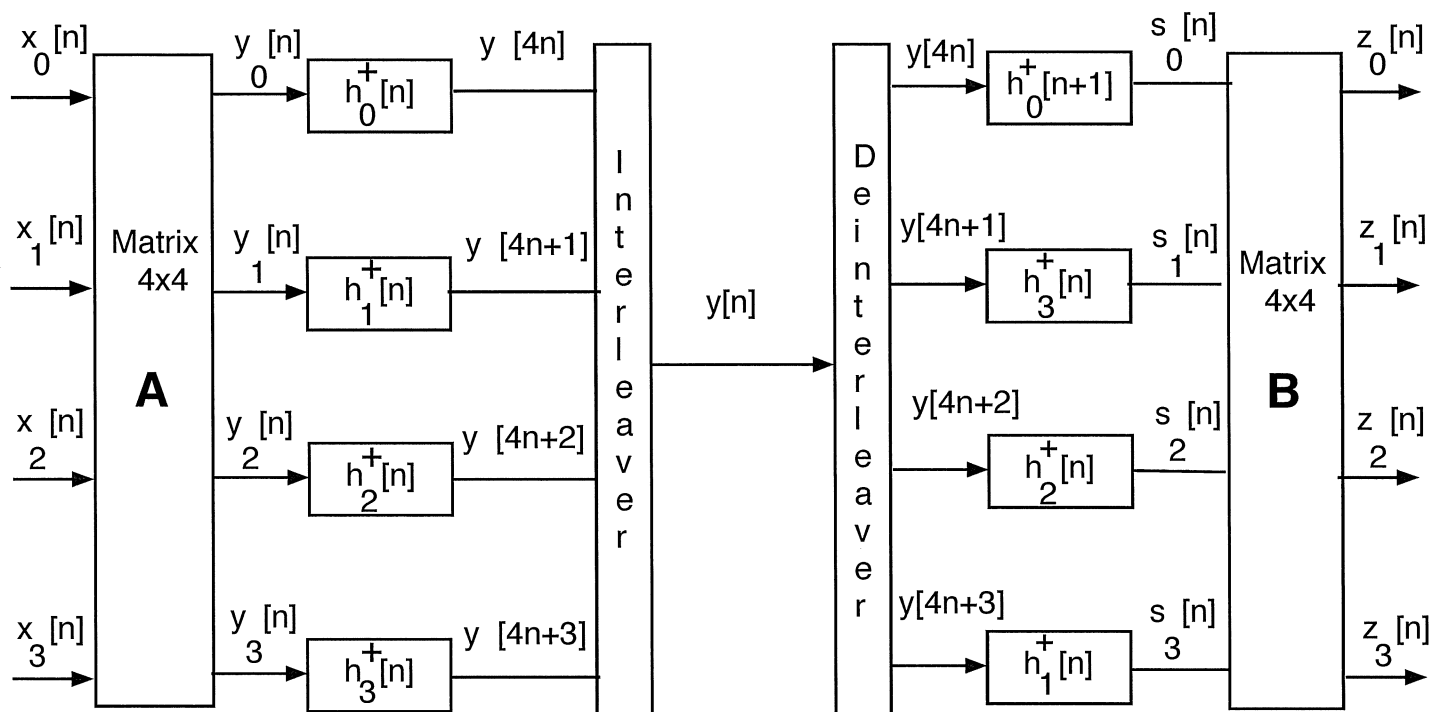 x₀[n]
y₀[n]
h₀⁺[n]
y [4n]
y[4n]
h₀⁺[n+1]
s₀[n]
z₀[n]
x₁[n]
Matrix
4x4
A
y₁[n]
h₁⁺[n]
y [4n+1]
Interleaver
y[n]
Deinterleaver
y[4n+1]
h₃⁺[n]
s₁[n]
Matrix
4x4
B
z₁[n]
x₂[n]
y₂[n]
h₂⁺[n]
y [4n+2]
y[4n+2]
h₂⁺[n]
s₂[n]
z₂[n]
x₃[n]
y₃[n]
h₃⁺[n]
y [4n+3]
y[4n+3]
h₁⁺[n]
s₃[n]
z₃[n]